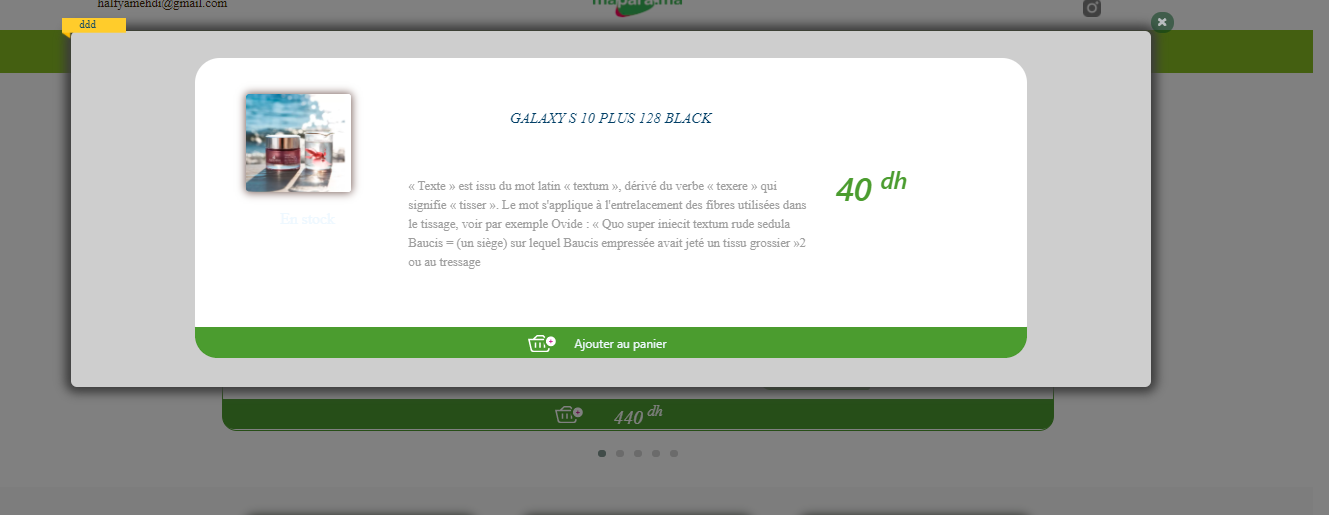 halfyamehdi@gmail.com
mapara.ma
ddd
GALAXY S 10 PLUS 128 BLACK
« Texte » est issu du mot latin « textum », dérivé du verbe « texere » qui
signifie « tisser ». Le mot s'applique à l'entrelacement des fibres utilisées dans
le tissage, voir par exemple Ovide : « Quo super iniecit textum rude sedula
Baucis = (un siège) sur lequel Baucis empressée avait jeté un tissu grossier »2
ou au tressage
40 dh
En stock
Ajouter au panier
440 dh